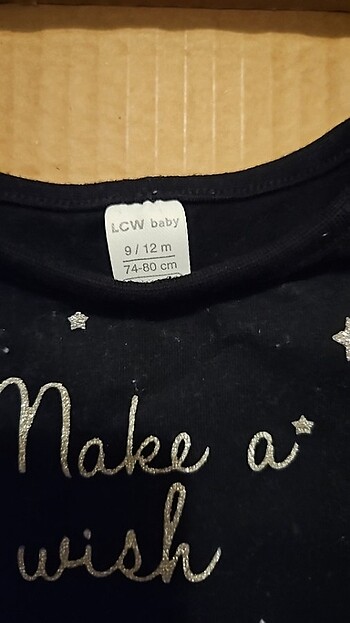 LCW baby
9 / 12 m
74-80 cm
Make a
wish